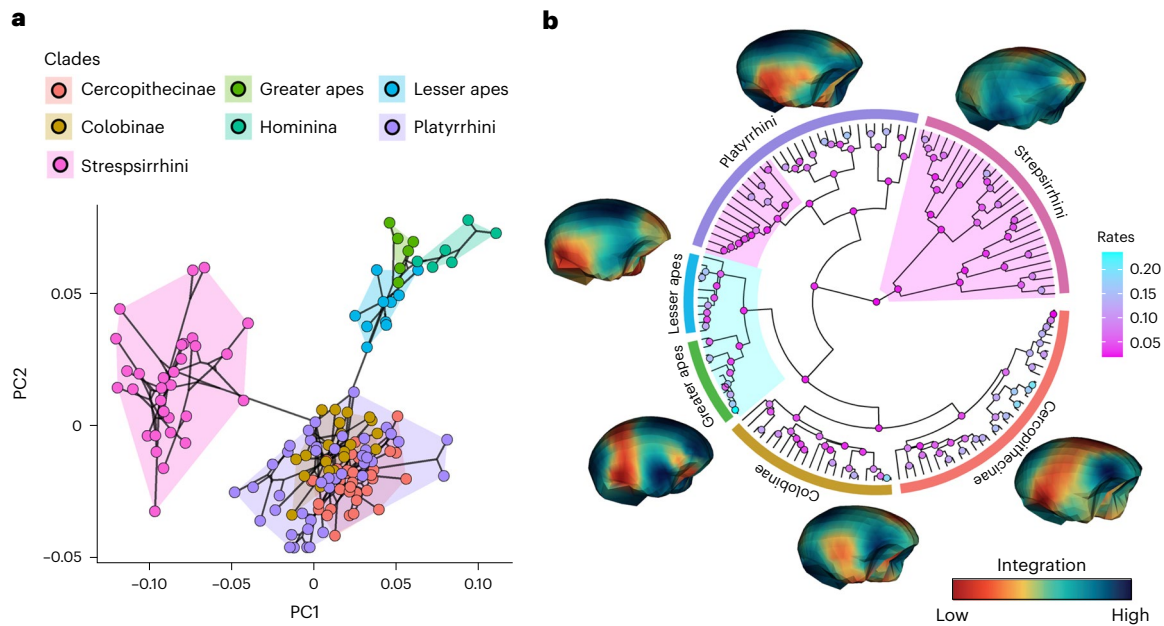 a
Clades
Cercopithecinae
Greater apes
Lesser apes
Colobinae
Hominina
Platyrrhini
Strespsirrhini
PC2
0.05
0
−0.05
−0.10
−0.05
0
0.05
0.10
PC1
b
Platyrrhini
Strepsirrhini
Lesser apes
Greater apes
Colobinae
Cercopithecinae
Rates
0.20
0.15
0.10
0.05
Integration
Low
High